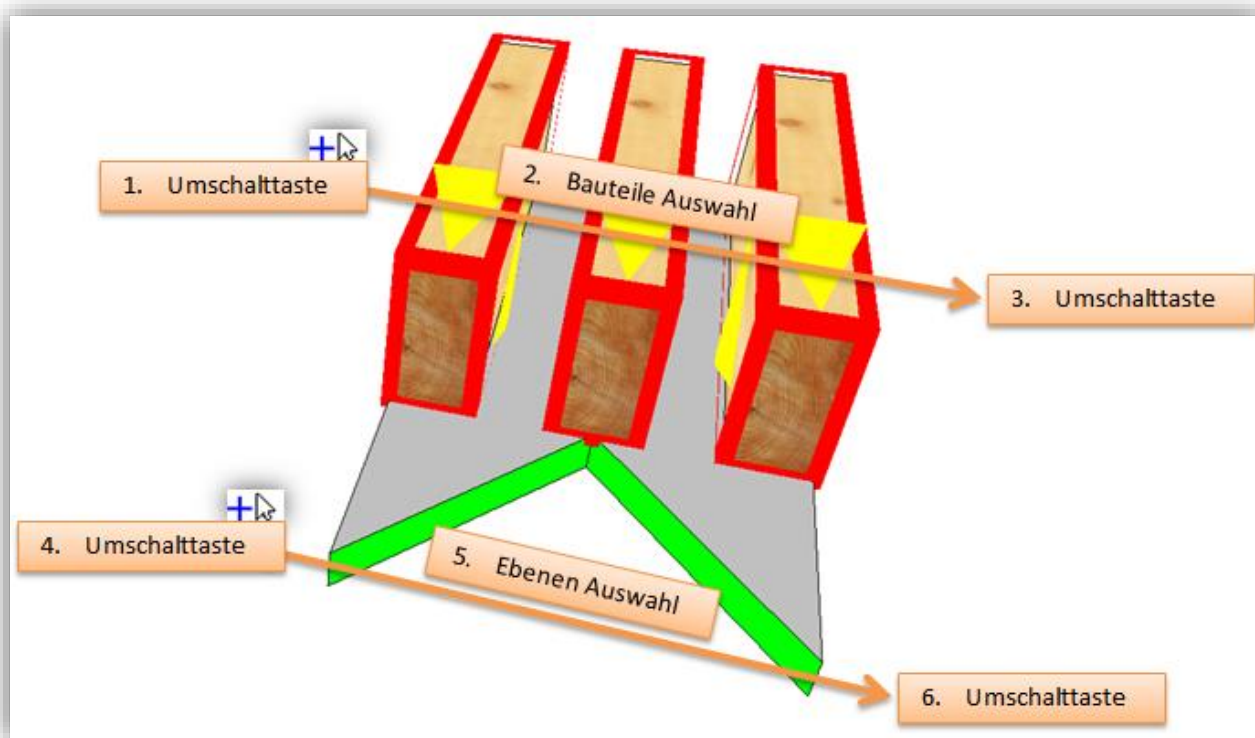 1. Umschalttaste
2. Bauteile Auswahl
3. Umschalttaste
4. Umschalttaste
5. Ebenen Auswahl
6. Umschalttaste